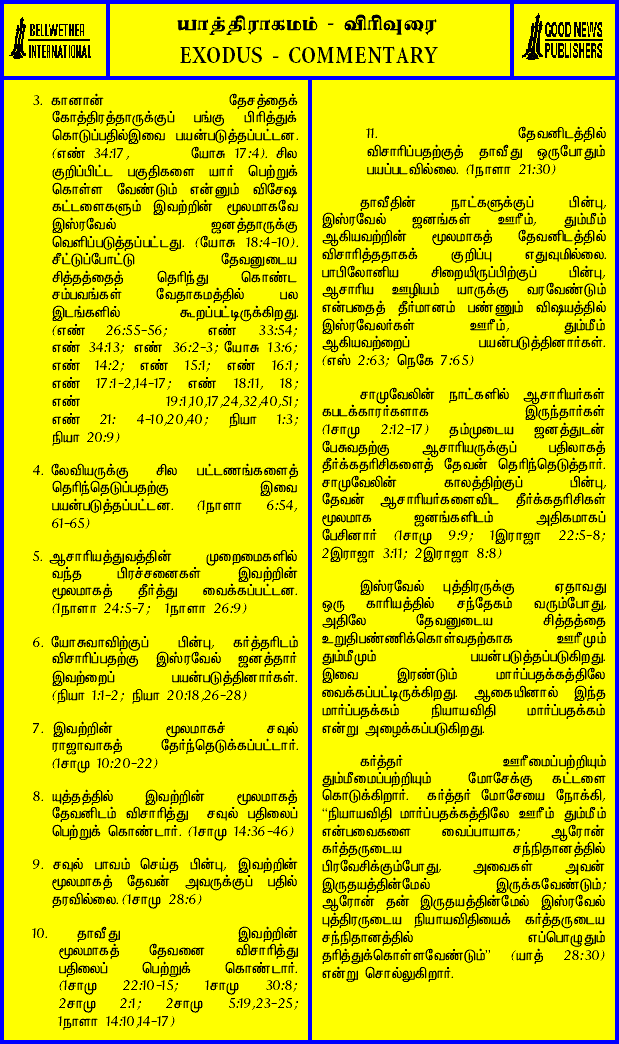 BELLWETHER
INTERNATIONAL
யாத்திராகமம் - விரிவுரை
EXODUS - COMMENTARY
GOOD NEWS
PUBLISHERS
3. கானான் தேசத்தைக்
கோத்திரத்தாருக்குப் பங்கு பிரித்துக்
கொடுப்பதில்இவை பயன்படுத்தப்பட்டன.
(எண் 34:17, யோசு 17:4). சில
குறிப்பிட்ட பகுதிகளை யார் பெற்றுக்
கொள்ள வேண்டும் என்னும் விசேஷ
கட்டளைகளும் இவற்றின் மூலமாகவே
இஸ்ரவேல் ஜனத்தாருக்கு
வெளிப்படுத்தப்பட்டது. (யோசு 18:4-10).
சீட்டுப்போட்டு தேவனுடைய
சித்தத்தைத் தெரிந்து கொண்ட
சம்பவங்கள் வேதாகமத்தில் பல
இடங்களில் கூறப்பட்டிருக்கிறது.
(எண் 26:55-56; எண் 33:54;
எண் 34:13; எண் 36:2-3; யோசு 13:6;
எண் 14:2; எண் 15:1; எண் 16:1;
எண் 17:1-2,14-17; எண் 18:11, 18;
எண் 19:1,10,17,24,32,40,51;
எண் 21: 4-10,20,40; நியா 1:3;
நியா 20:9)
4. லேவியருக்கு சில பட்டணங்களைத்
தெரிந்தெடுப்பதற்கு இவை
பயன்படுத்தப்பட்டன. (1நாளா 6:54,
61-65)
5. ஆசாரியத்துவத்தின் முறைமைகளில்
வந்த பிரச்சனைகள் இவற்றின்
மூலமாகத் தீர்த்து வைக்கப்பட்டன.
(1நாளா 24:5-7; 1நாளா 26:9)
6. யோசுவாவிற்குப் பின்பு, கர்த்தரிடம்
விசாரிப்பதற்கு இஸ்ரவேல் ஜனத்தார்
இவற்றைப் பயன்படுத்தினார்கள்.
(நியா 1:1-2; நியா 20:18,26-28)
7. இவற்றின் மூலமாகச் சவுல்
ராஜாவாகத் தேர்ந்தெடுக்கப்பட்டார்.
(1சாமு 10:20-22)
8. யுத்தத்தில் இவற்றின் மூலமாகத்
தேவனிடம் விசாரித்து சவுல் பதிலைப்
பெற்றுக் கொண்டார். (1சாமு 14:36-46)
9. சவுல் பாவம் செய்த பின்பு, இவற்றின்
மூலமாகத் தேவன் அவருக்குப் பதில்
தரவில்லை. (1சாமு 28:6)
10. தாவீது இவற்றின்
மூலமாகத் தேவனை விசாரித்து
பதிலைப் பெற்றுக் கொண்டார்.
(1சாமு 22:10-15; 1சாமு 30:8;
2சாமு 2:1; 2சாமு 5:19,23-25;
1நாளா 14:10,14-17)
11. தேவனிடத்தில்
விசாரிப்பதற்குத் தாவீது ஒருபோதும்
பயப்படவில்லை. (1நாளா 21:30)
தாவீதின் நாட்களுக்குப் பின்பு,
இஸ்ரவேல் ஜனங்கள் ஊரீம், தும்மீம்
ஆகியவற்றின் மூலமாகத் தேவனிடத்தில்
விசாரித்ததாகக் குறிப்பு எதுவுமில்லை.
பாபிலோனிய சிறையிருப்பிற்குப் பின்பு,
ஆசாரிய ஊழியம் யாருக்கு வரவேண்டும்
என்பதைத் தீர்மானம் பண்ணும் விஷயத்தில்
இஸ்ரவேலர்கள் ஊரீம், தும்மீம்
ஆகியவற்றைப் பயன்படுத்தினார்கள்.
(எஸ் 2:63; நெகே 7:65)
சாமுவேலின் நாட்களில் ஆசாரியர்கள்
கபடக்காரர்களாக இருந்தார்கள்
(1சாமு 2:12-17) தம்முடைய ஜனத்துடன்
பேசுவதற்கு ஆசாரியருக்குப் பதிலாகத்
தீர்க்கதரிசிகளைத் தேவன் தெரிந்தெடுத்தார்.
சாமுவேலின் காலத்திற்குப் பின்பு,
தேவன் ஆசாரியர்களைவிட தீர்க்கதரிசிகள்
மூலமாக ஜனங்களிடம் அதிகமாகப்
பேசினார் (1சாமு 9:9; 1இராஜா 22:5-8;
2இராஜா 3:11; 2இராஜா 8:8)
இஸ்ரவேல் புத்திரருக்கு ஏதாவது
ஒரு காரியத்தில் சந்தேகம் வரும்போது,
அதிலே தேவனுடைய சித்தத்தை
உறுதிபண்ணிக்கொள்வதற்காக ஊரீமும்
தும்மீமும் பயன்படுத்தப்படுகிறது.
இவை இரண்டும் மார்ப்பதக்கத்திலே
வைக்கப்பட்டிருக்கிறது. ஆகையினால் இந்த
மார்ப்பதக்கம் நியாயவிதி மார்ப்பதக்கம்
என்று அழைக்கப்படுகிறது.
கர்த்தர் ஊரீமைப்பற்றியும்
தும்மீமைப்பற்றியும் மோசேக்கு கட்டளை
கொடுக்கிறார். கர்த்தர் மோசேயை நோக்கி,
“நியாயவிதி மார்ப்பதக்கத்திலே ஊரீம் தும்மீம்
என்பவைகளை வைப்பாயாக; ஆரோன்
கர்த்தருடைய சந்நிதானத்தில்
பிரவேசிக்கும்போது, அவைகள் அவன்
இருதயத்தின்மேல் இருக்கவேண்டும்;
ஆரோன் தன் இருதயத்தின்மேல் இஸ்ரவேல்
புத்திரருடைய நியாயவிதியைக் கர்த்தருடைய
சந்நிதானத்தில் எப்பொழுதும்
தரித்துக்கொள்ளவேண்டும்” (யாத் 28:30)
என்று சொல்லுகிறார்.